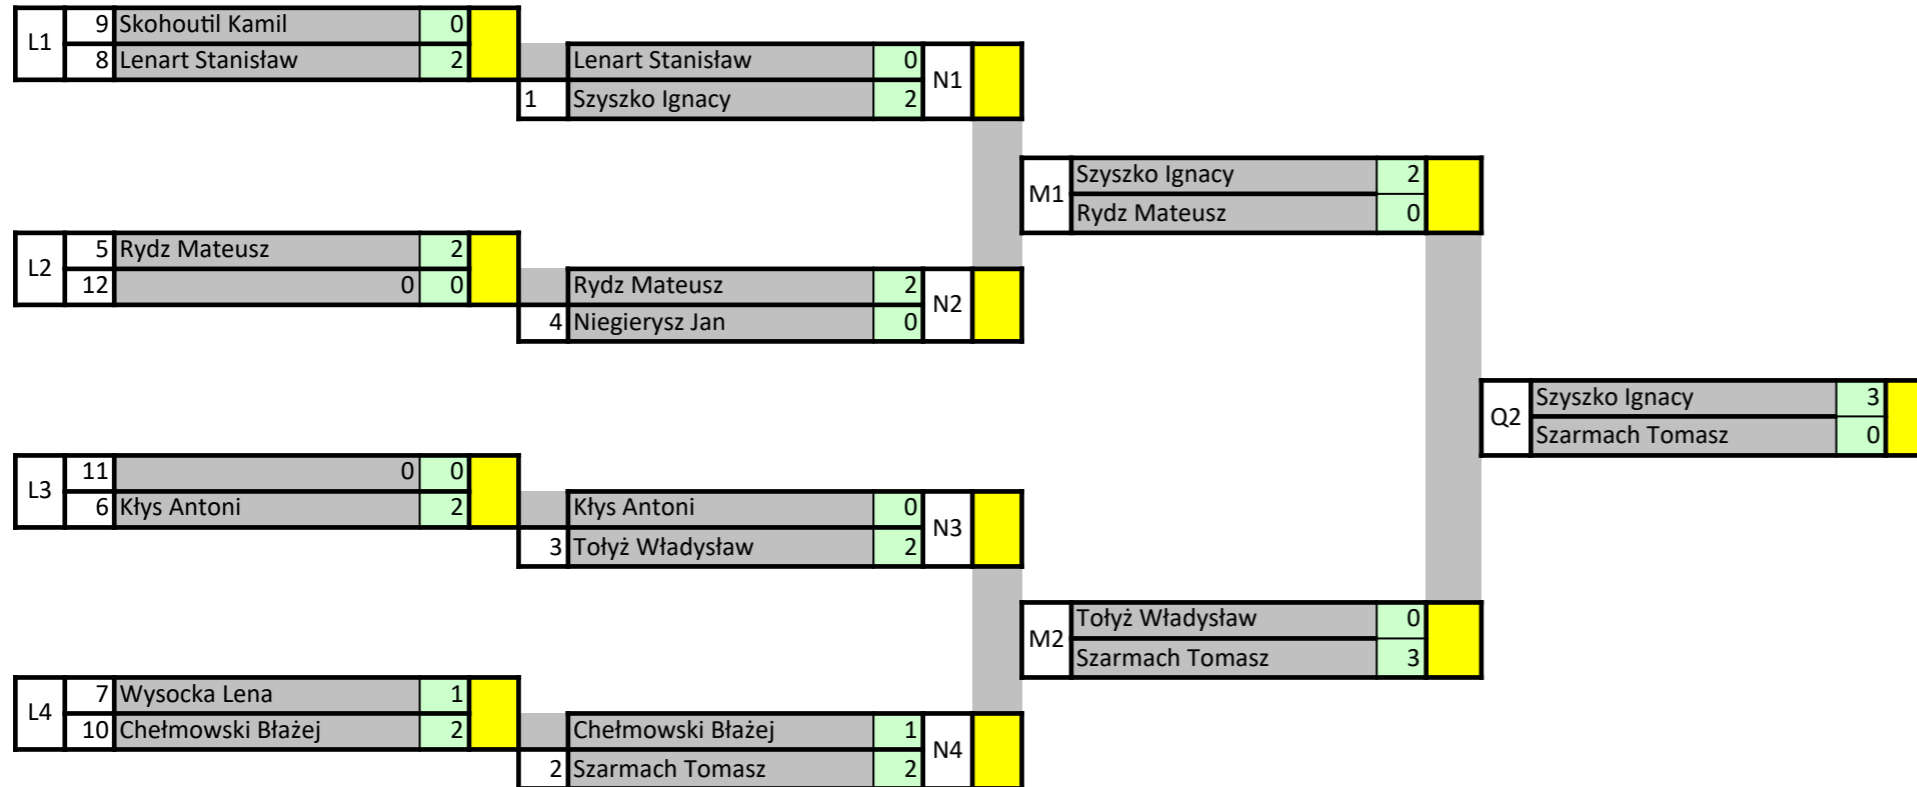 L1
9 Skohoutil Kamil 0
8 Lenart Stanisław 2
Lenart Stanisław 0
1 Szyszko Ignacy 2
N1
M1
Szyszko Ignacy 2
Rydz Mateusz 0
L2
5 Rydz Mateusz 2
12 0 0
Rydz Mateusz 2
4 Niegierysz Jan 0
N2
Q2
Szyszko Ignacy 3
Szarmach Tomasz 0
L3
11 0 0
6 Kłys Antoni 2
Kłys Antoni 0
3 Tołyż Władysław 2
N3
M2
Tołyż Władysław 0
Szarmach Tomasz 3
L4
7 Wysocka Lena 1
10 Chełmowski Błażej 2
Chełmowski Błażej 1
2 Szarmach Tomasz 2
N4